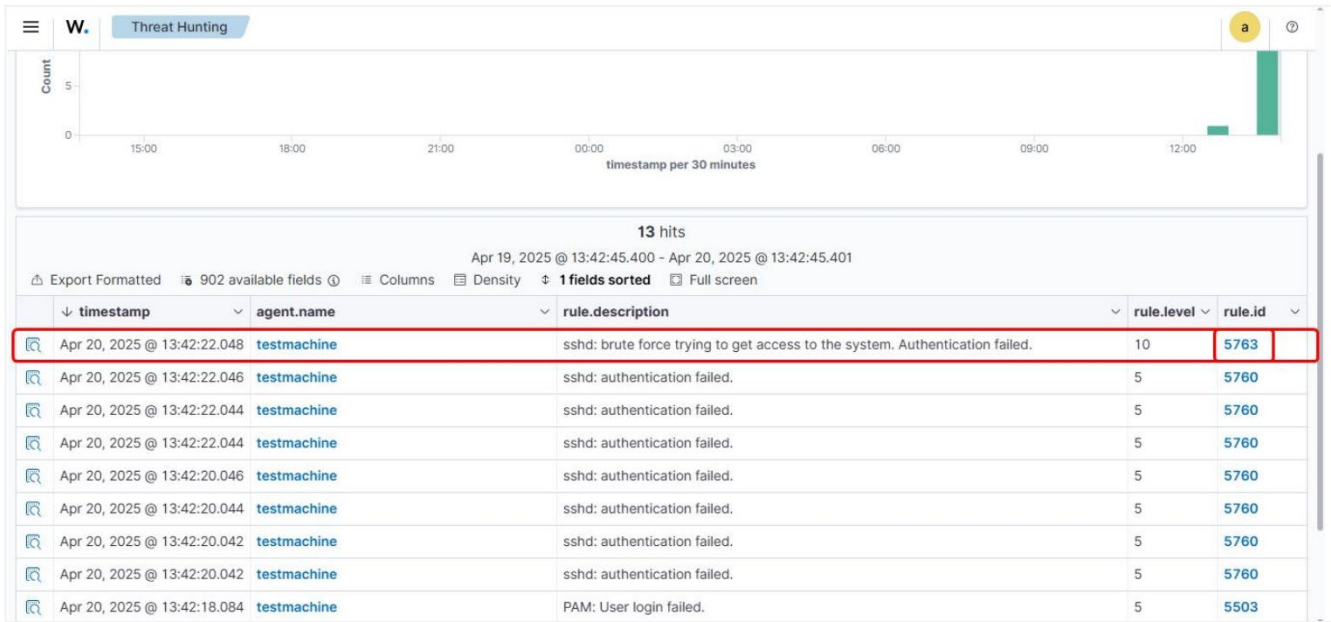 W. Threat Hunting a
Count
5
0
15:00 18:00 21:00 00:00 03:00 06:00 09:00 12:00
timestamp per 30 minutes
13 hits
Apr 19, 2025 @ 13:42:45.400 - Apr 20, 2025 @ 13:42:45.401
Export Formatted 902 available fields Columns Density 1 fields sorted Full screen
timestamp agent.name rule.description rule.level rule.id
Apr 20, 2025 @ 13:42:22.048 testmachine sshd: brute force trying to get access to the system. Authentication failed. 10 5763
Apr 20, 2025 @ 13:42:22.046 testmachine sshd: authentication failed. 5 5760
Apr 20, 2025 @ 13:42:22.044 testmachine sshd: authentication failed. 5 5760
Apr 20, 2025 @ 13:42:22.044 testmachine sshd: authentication failed. 5 5760
Apr 20, 2025 @ 13:42:20.046 testmachine sshd: authentication failed. 5 5760
Apr 20, 2025 @ 13:42:20.044 testmachine sshd: authentication failed. 5 5760
Apr 20, 2025 @ 13:42:20.042 testmachine sshd: authentication failed. 5 5760
Apr 20, 2025 @ 13:42:20.042 testmachine sshd: authentication failed. 5 5760
Apr 20, 2025 @ 13:42:18.084 testmachine PAM: User login failed. 5 5503